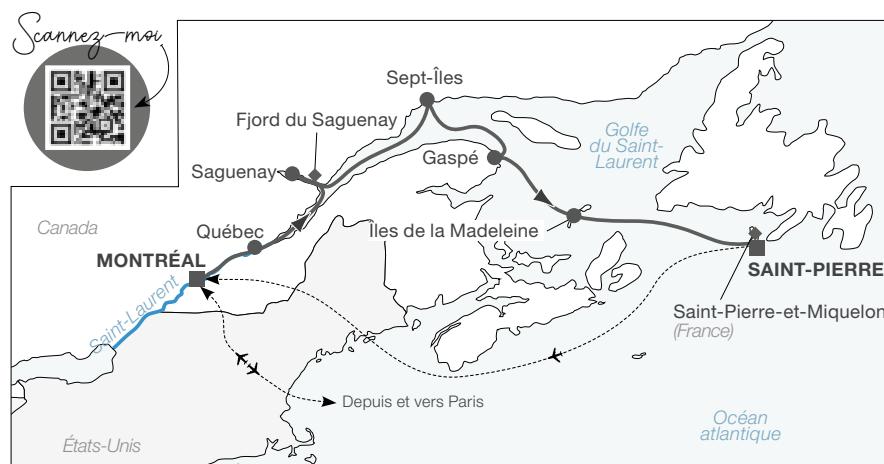 Scannez-moi
Sept-Îles
Fjord du Saguenay
Golfe
du Saint-
Laurent
Gaspé
Saguenay
Canada
Québec
Îles de la Madeleine
MONTRÉAL
SAINT-PIERRE
Saint-Laurent
Saint-Pierre-et-Miquelon
(France)
Depuis et vers Paris
Océan
atlantique
États-Unis